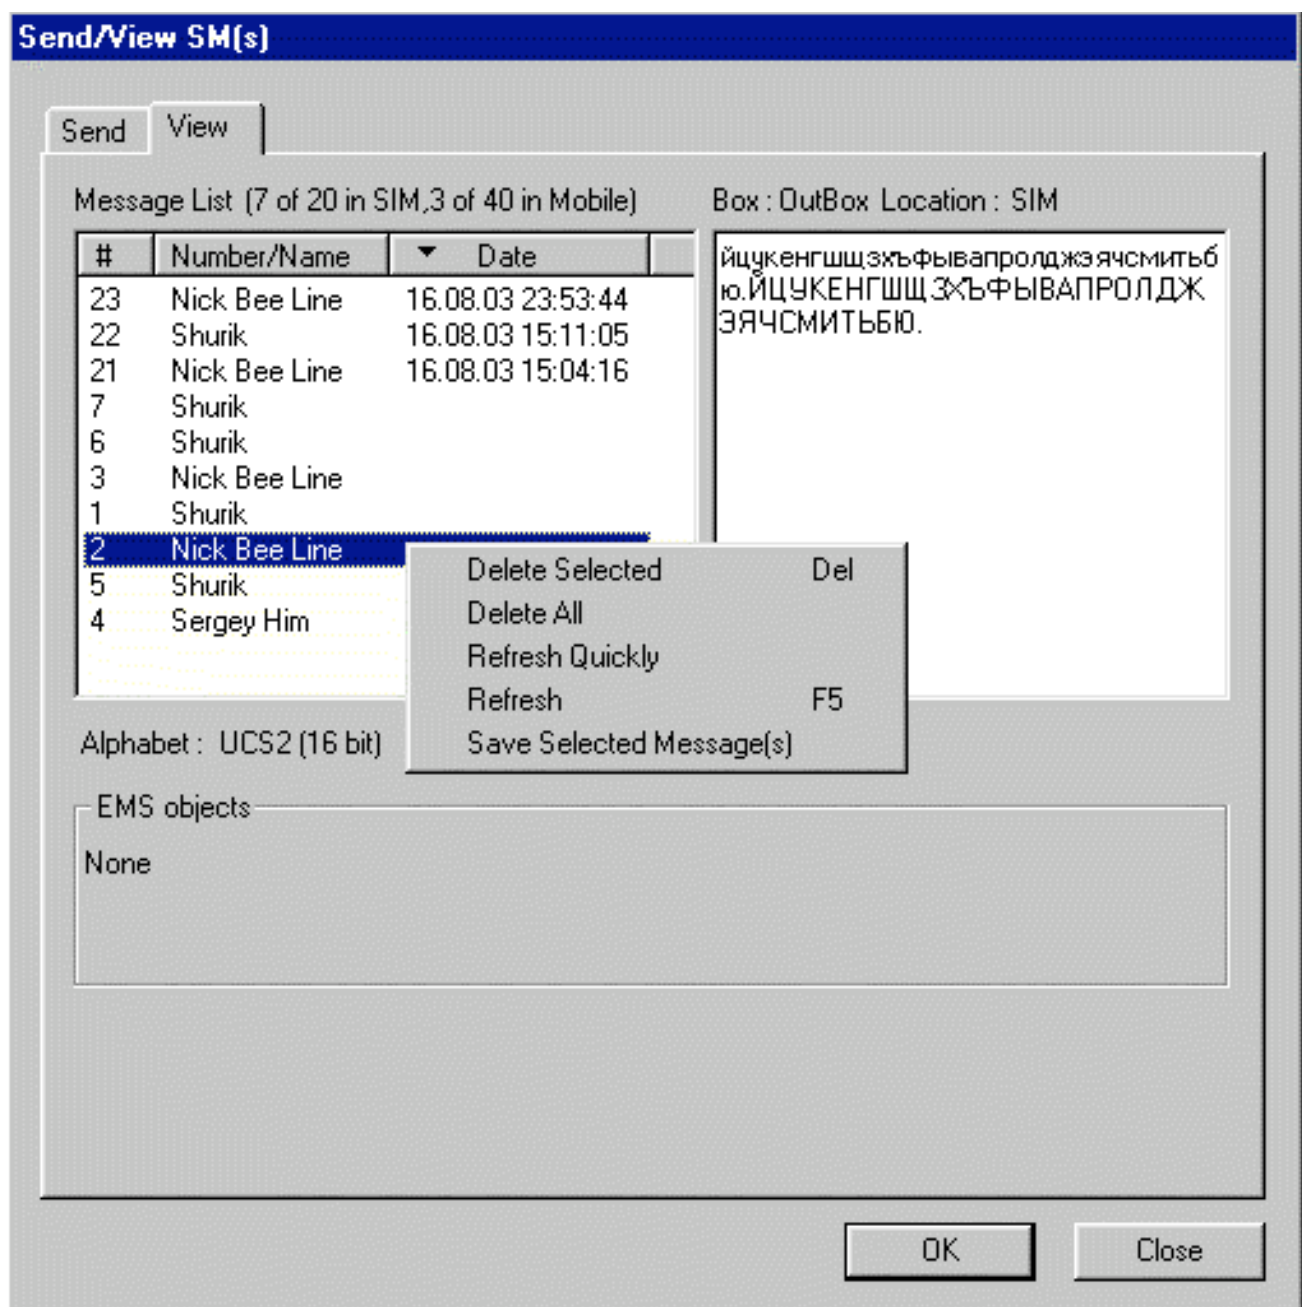 Send/View SM(s)
Send View
Message List (7 of 20 in SIM,3 of 40 in Mobile)
Box : OutBox Location : SIM
# Number/Name Date
23 Nick Bee Line 16.08.03 23:53:44
22 Shurik 16.08.03 15:11:05
21 Nick Bee Line 16.08.03 15:04:16
7 Shurik
6 Shurik
3 Nick Bee Line
1 Shurik
2 Nick Bee Line
5 Shurik
4 Sergey Him
йцукенгшщзхъфывапролджэячсмитьб
ю.ЙЦУКЕНГШЩЗХЪФЫВАПРОЛДЖ
ЭЯЧСМИТЬБЮ.
Delete Selected Del
Delete All
Refresh Quickly
Refresh F5
Save Selected Message(s)
Alphabet : UCS2 (16 bit)
EMS objects
None
OK Close